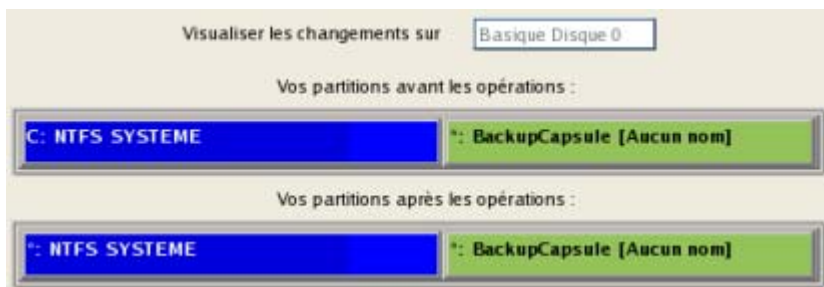 Visualiser les changements sur Basique Disque 0
Vos partitions avant les opérations :
C: NTFS SYSTEME *: BackupCapsule [Aucun nom]
Vos partitions après les opérations :
*: NTFS SYSTEME *: BackupCapsule [Aucun nom]